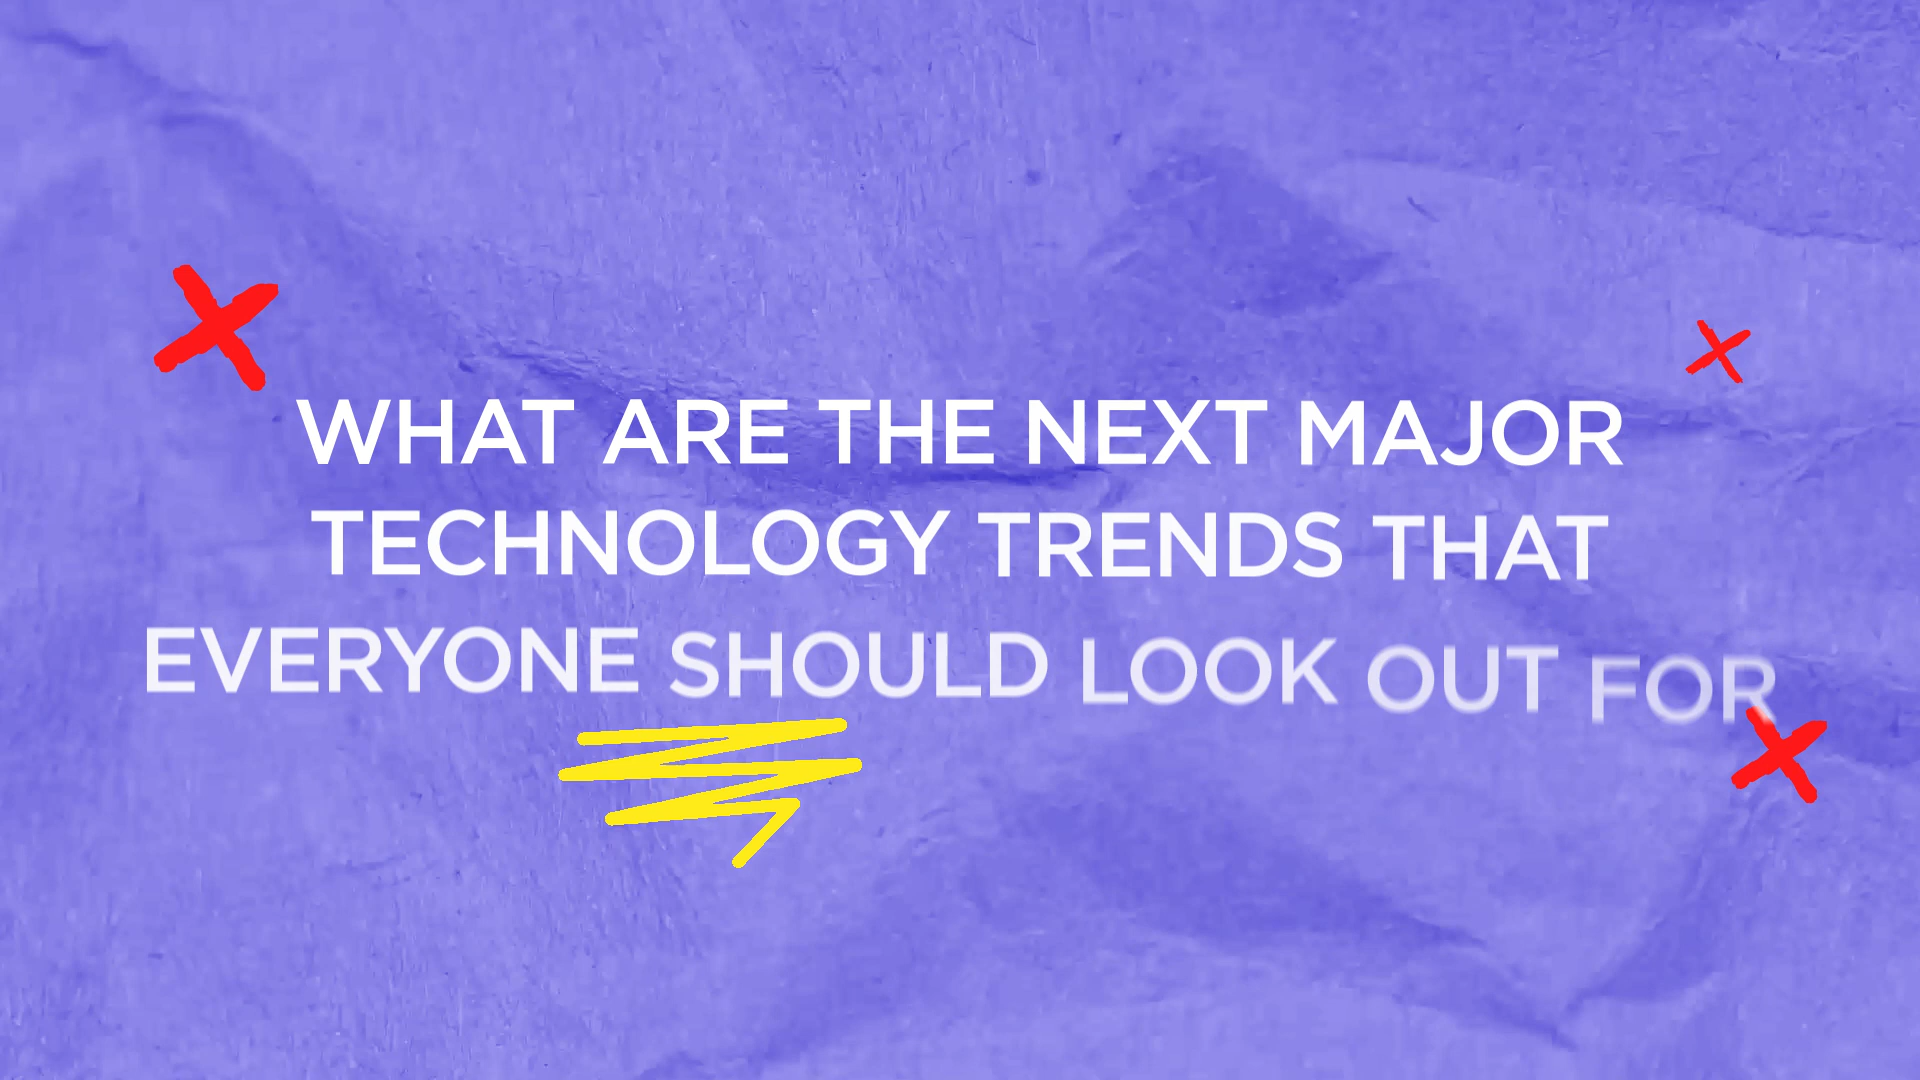 WHAT ARE THE NEXT MAJOR
TECHNOLOGY TRENDS THAT
EVERYONE SHOULD LOOK OUT FOR